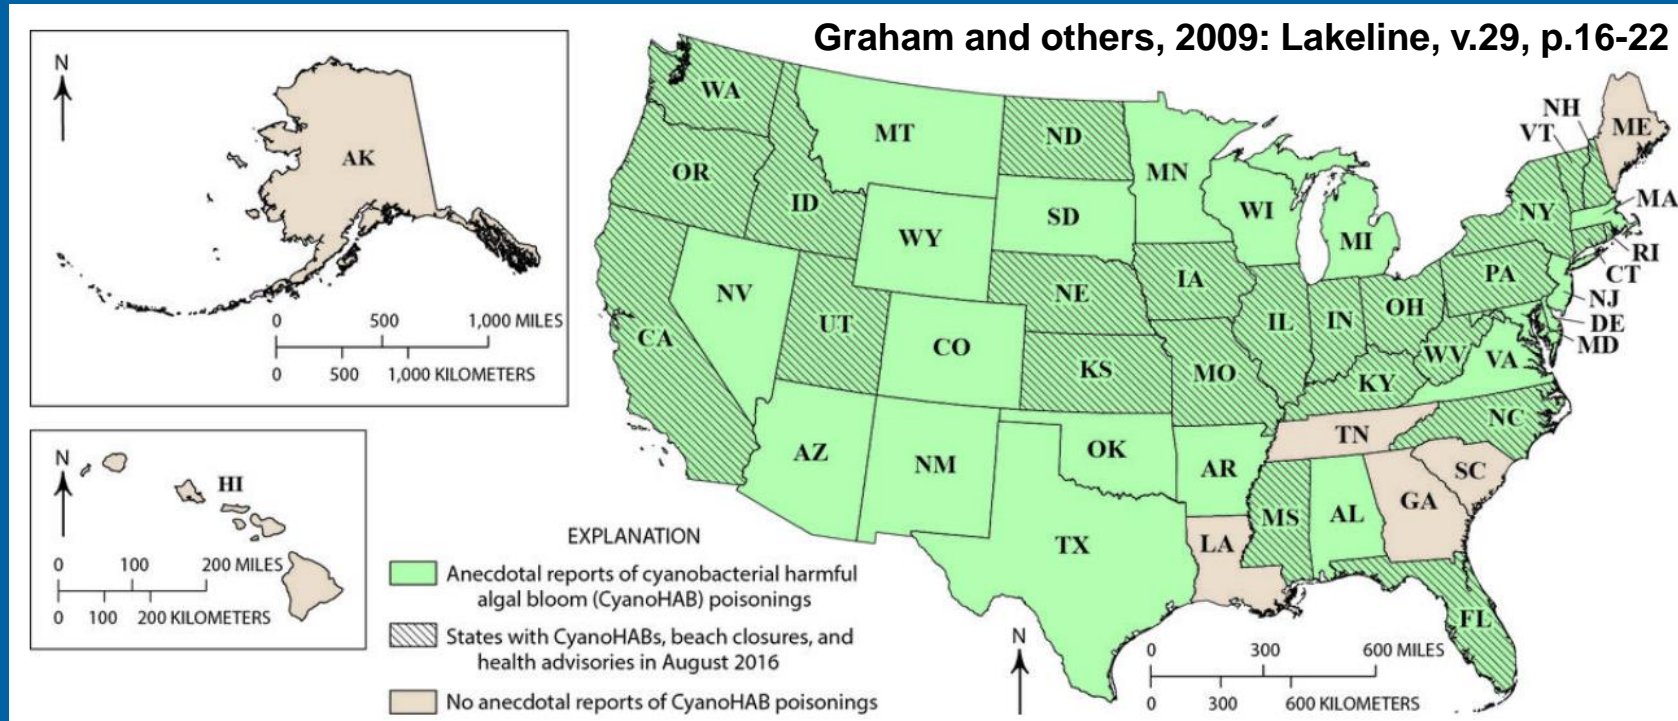 Graham and others, 2009: Lakeline, v.29, p.16-22
N
AK
0 500 1,000 MILES
0 500 1,000 KILOMETERS
N
HI
0 100 200 MILES
0 100 200 KILOMETERS
WA
MT
ND
MN
OR
ID
WY
SD
WI
MI
NH
VT
ME
NY
MA
RI
CT
NV
UT
CA
CO
NE
IA
PA
NJ
DE
MD
IL
IN
OH
WV
VA
KS
MO
KY
NC
TN
AZ
NM
OK
AR
SC
GA
MS
AL
TX
LA
FL
EXPLANATION
Anecdotal reports of cyanobacterial harmful
algal bloom (CyanoHAB) poisonings
States with CyanoHABs, beach closures, and
health advisories in August 2016
No anecdotal reports of CyanoHAB poisonings
N
0 300 600 MILES
0 300 600 KILOMETERS